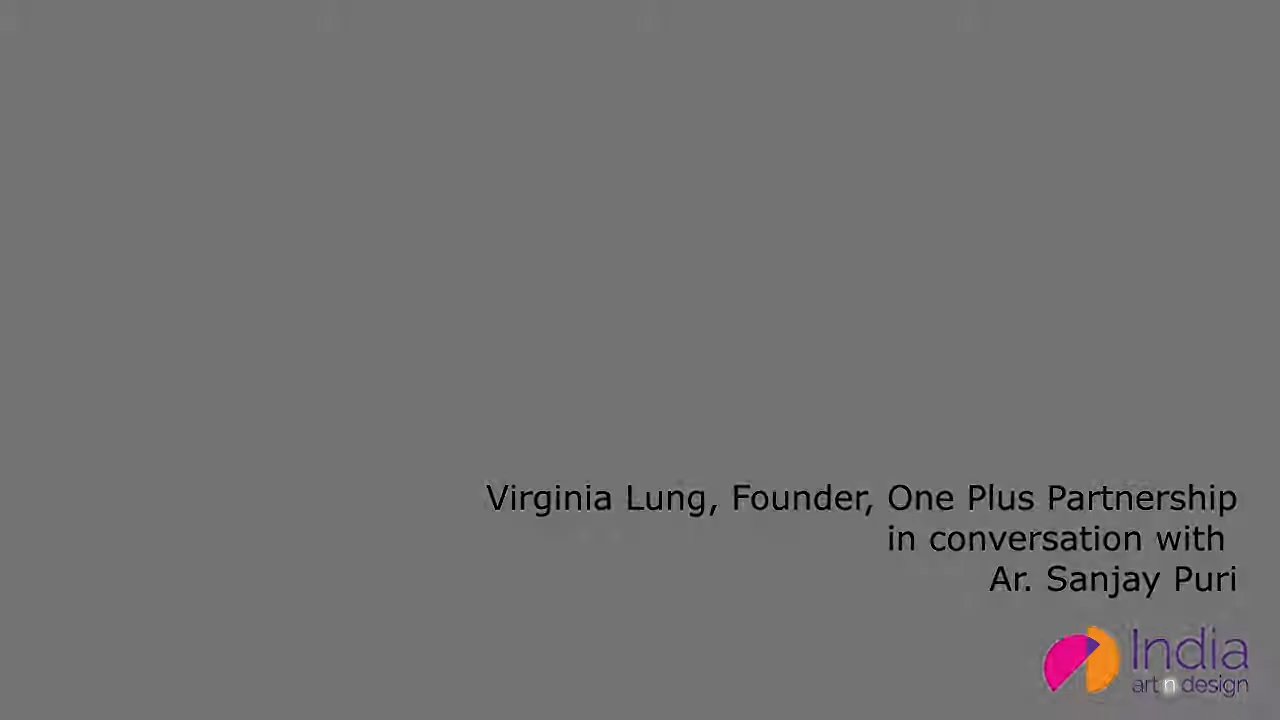 Virginia Lung, Founder, One Plus Partnership
in conversation with
Ar. Sanjay Puri
India
art n design